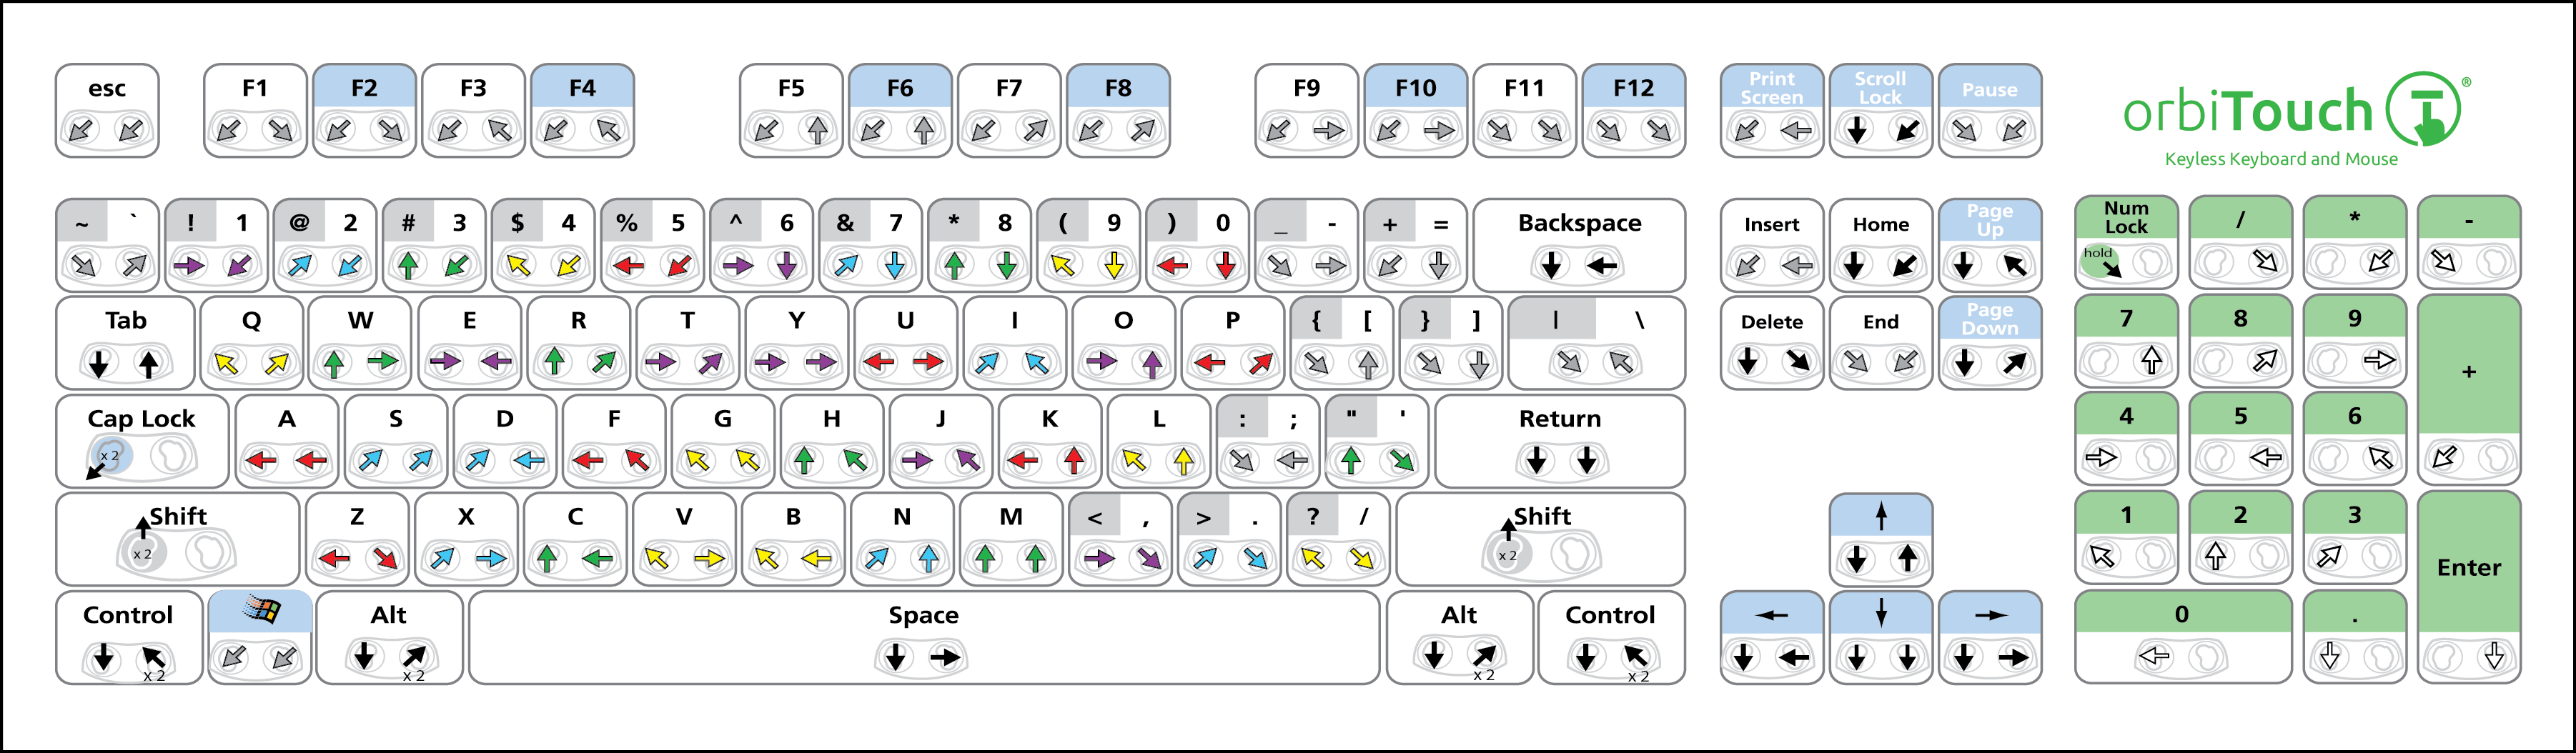 esc F1 F2 F3 F4 F5 F6 F7 F8 F9 F10 F11 F12 Print Screen Scroll Lock Pause
orbiTouch ®
Keyless Keyboard and Mouse
~ ` ! 1 @ 2 # 3 $ 4 % 5 ^ 6 & 7 * 8 ( 9 ) 0 _ - + = Backspace Insert Home Page Up Num Lock / * -
hold
Tab Q W E R T Y U I O P { [ } ] | \ Delete End Page Down 7 8 9 +
Cap Lock A S D F G H J K L : ; " ' Return 4 5 6
x 2
Shift Z X C V B N M < , > . ? / Shift 1 2 3 Enter
x 2 x 2
Control Alt Space Alt Control 0 .
x 2 x 2 x 2 x 2